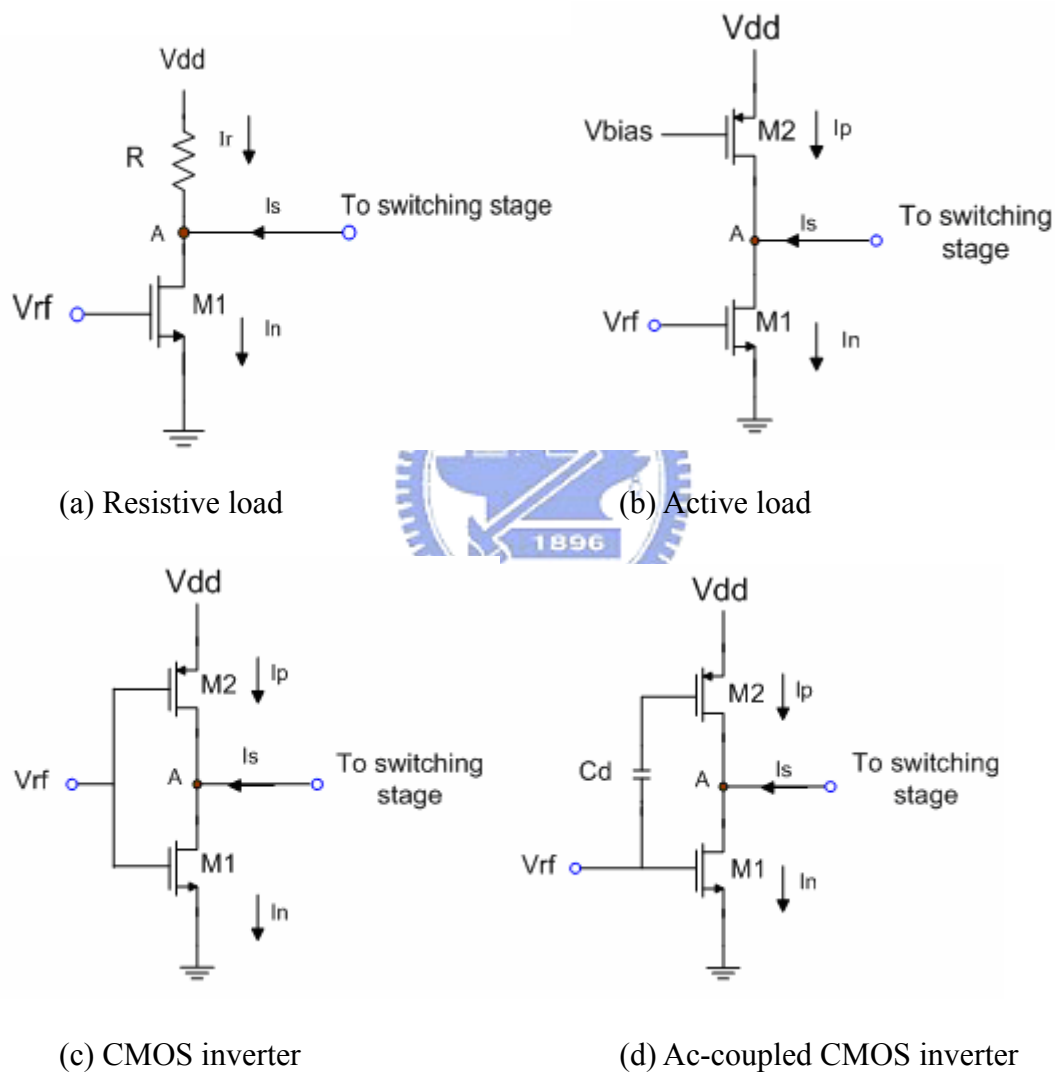 Vdd
R
Ir
Is
To switching stage
A
Vrf
M1
In
(a) Resistive load
Vdd
Vbias
M2
Ip
A
Is
To switching
stage
Vrf
M1
In
(b) Active load
1896
Vdd
M2
Ip
Is
Vrf
A
To switching
stage
M1
In
(c) CMOS inverter
Vdd
M2
Ip
Cd
Is
A
To switching
stage
Vrf
M1
In
(d) Ac-coupled CMOS inverter